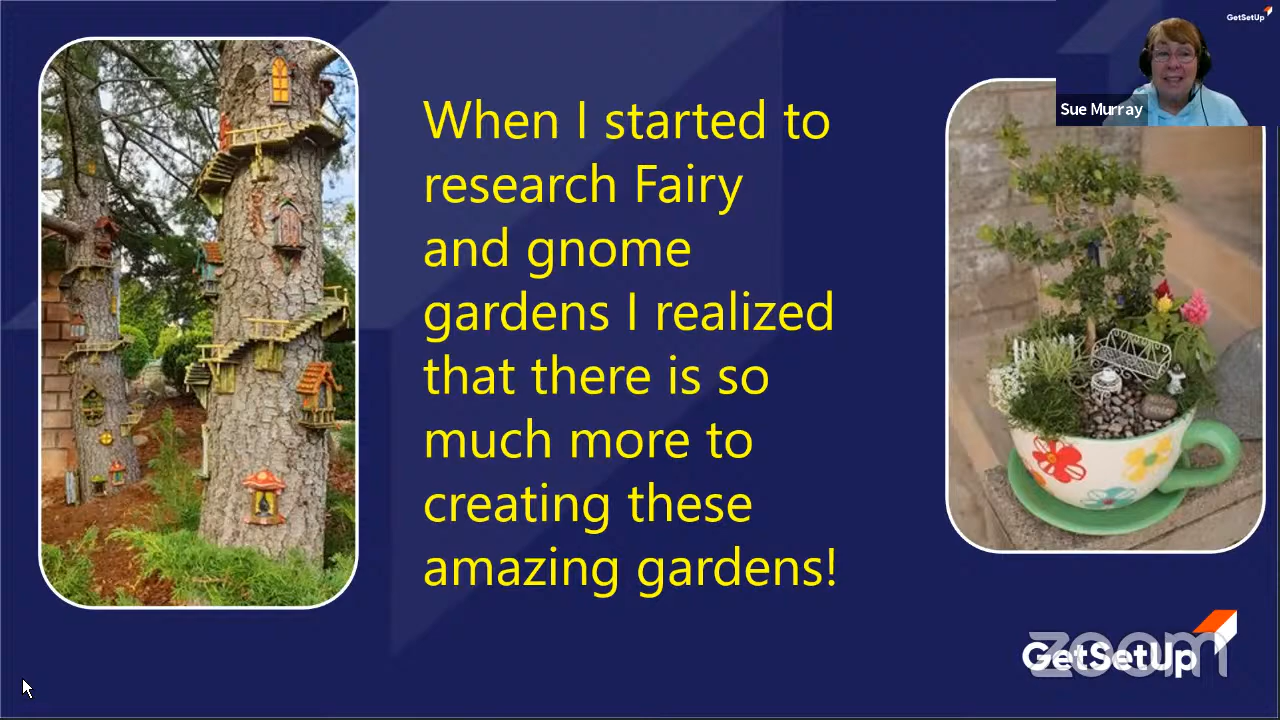 GetSetUp
Sue Murray
When I started to
research Fairy
and gnome
gardens I realized
that there is so
much more to
creating these
amazing gardens!
zoom
GetSetUp